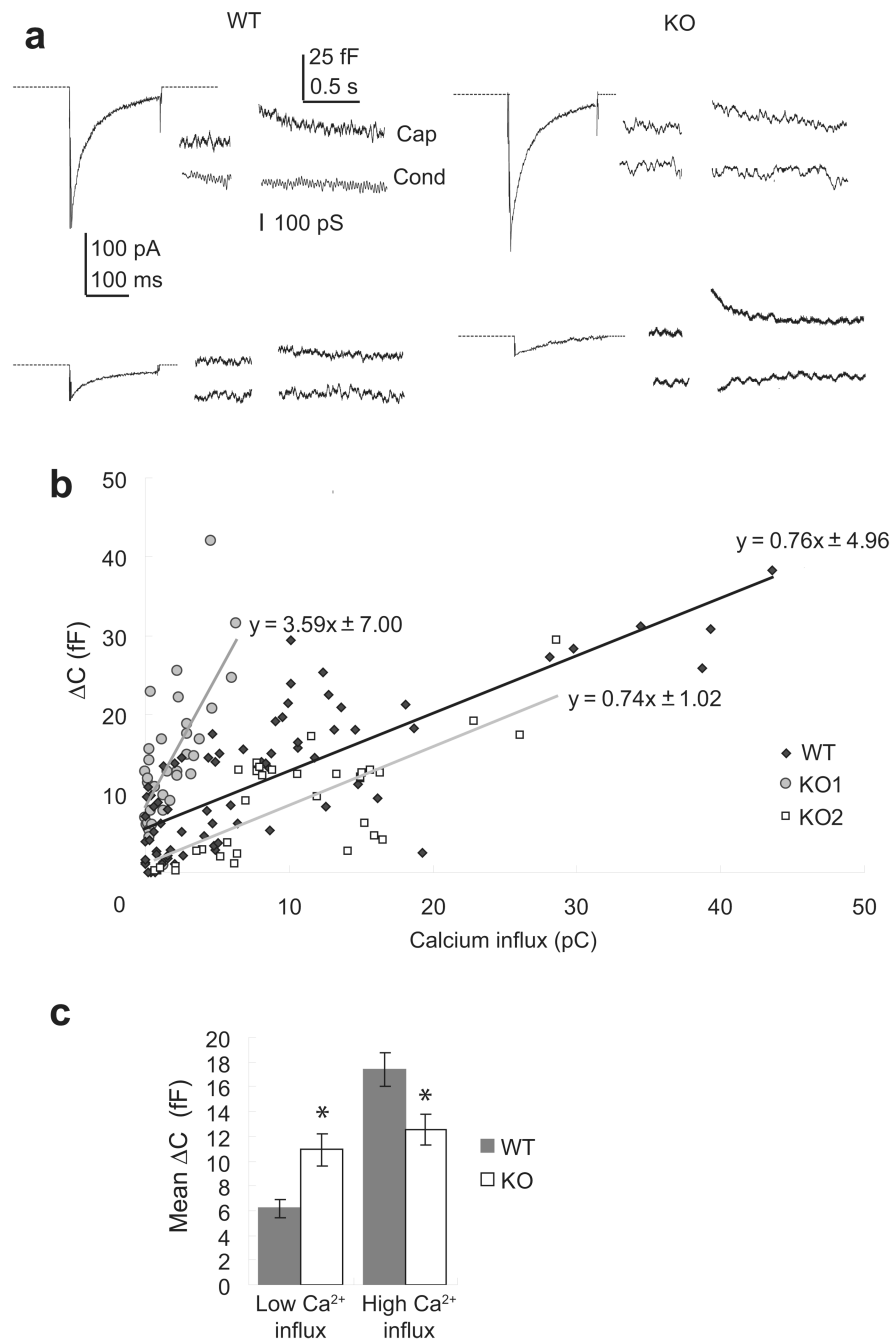 a
WT
KO
25 fF
0.5 s
Cap
Cond
100 pS
100 pA
100 ms
b
50
40
30
20
10
0
10
20
30
40
50
ΔC (fF)
Calcium influx (pC)
y = 0.76x ± 4.96
y = 3.59x ± 7.00
y = 0.74x ± 1.02
WT
KO1
KO2
c
20
18
16
14
12
10
8
6
4
2
0
Mean ΔC (fF)
*
*
WT
KO
Low Ca²⁺
influx
High Ca²⁺
influx